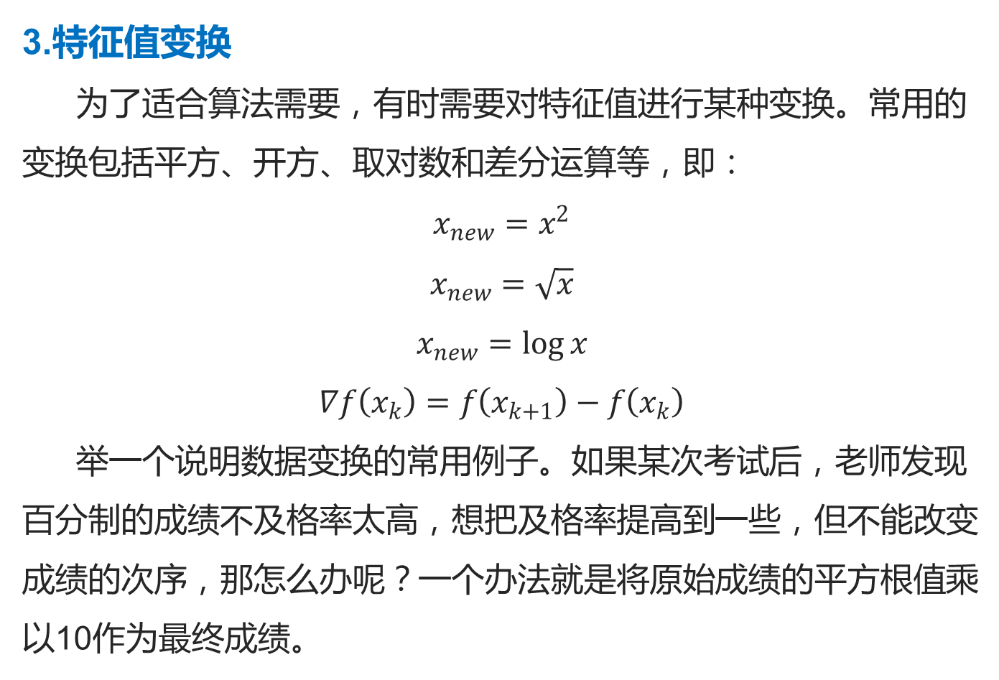 3.特征值变换
为了适合算法需要，有时需要对特征值进行某种变换。常用的
变换包括平方、开方、取对数和差分运算等，即：
$x_{new} = x^2$
$x_{new} = \sqrt{x}$
$x_{new} = \log x$
$\nabla f(x_k) = f(x_{k+1}) - f(x_k)$
举一个说明数据变换的常用例子。如果某次考试后，老师发现
百分制的成绩不及格率太高，想把及格率提高到一些，但不能改变
成绩的次序，那怎么办呢？一个办法就是将原始成绩的平方根值乘
以10作为最终成绩。